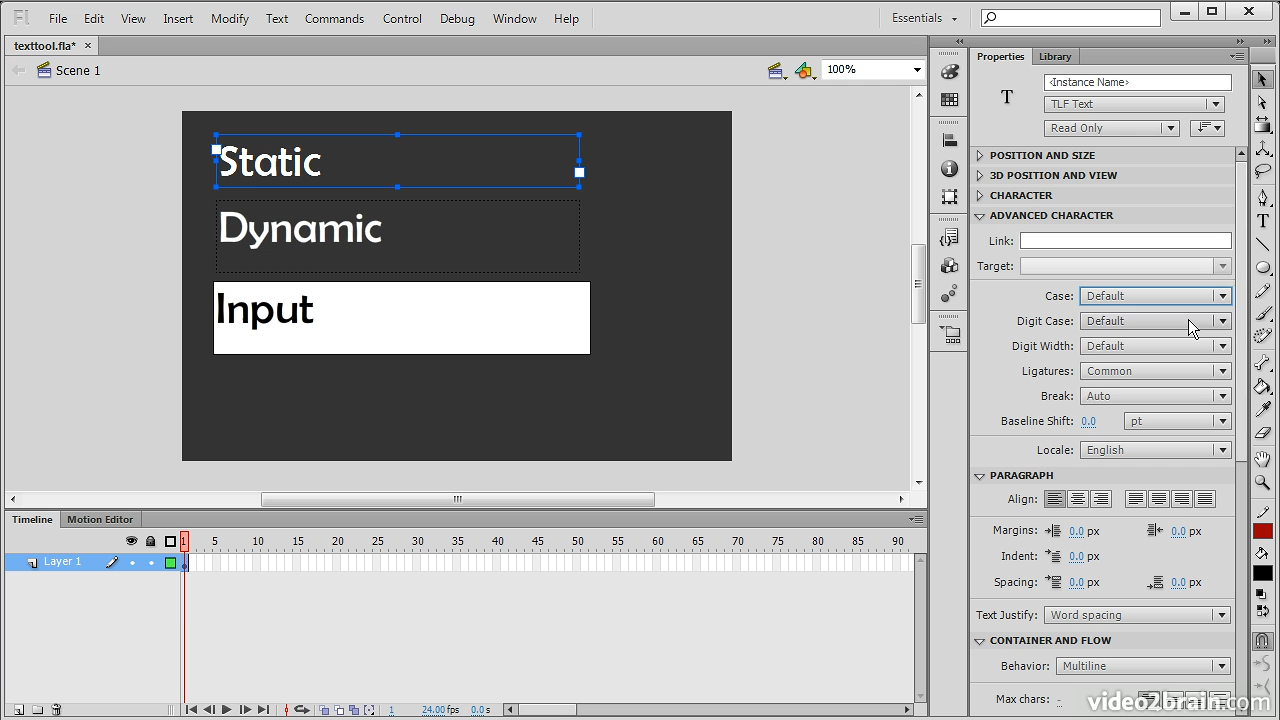 Fl File Edit View Insert Modify Text Commands Control Debug Window Help Essentials
texttool.fla*
Scene 1 100%
Static
Dynamic
Input
Properties Library
T <Instance Name>
TLF Text
Read Only
POSITION AND SIZE
3D POSITION AND VIEW
CHARACTER
ADVANCED CHARACTER
Link:
Target:
Case: Default
Digit Case: Default
Digit Width: Default
Ligatures: Common
Break: Auto
Baseline Shift: 0.0 pt
Locale: English
PARAGRAPH
Align:
Margins: 0.0 px 0.0 px
Indent: 0.0 px
Spacing: 0.0 px 0.0 px
Text Justify: Word spacing
CONTAINER AND FLOW
Behavior: Multiline
Max chars: -
Timeline Motion Editor
1 5 10 15 20 25 30 35 40 45 50 55 60 65 70 75 80 85 90
Layer 1
1 24.00 fps 0.0 s
video2brain.com